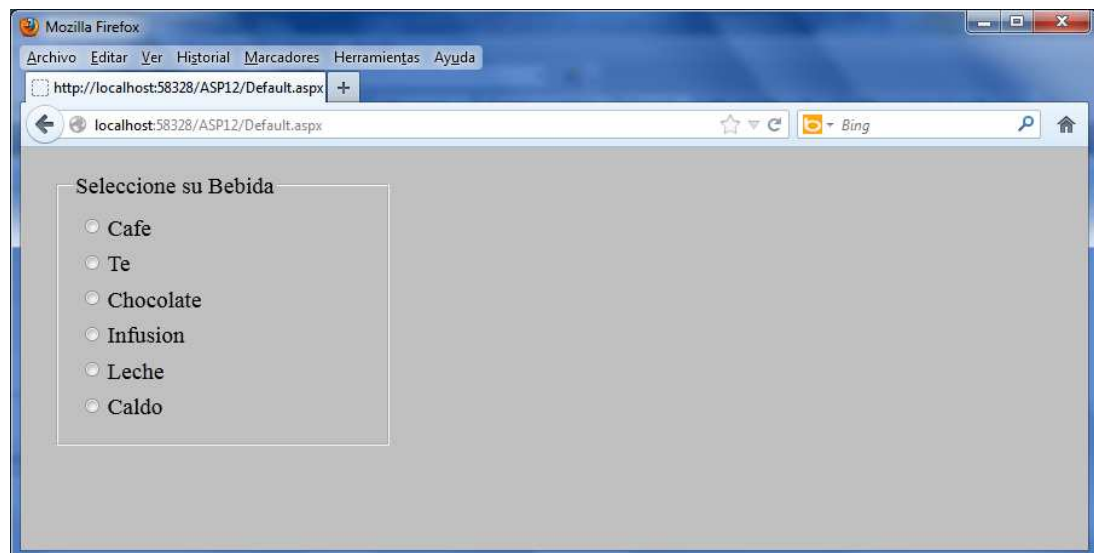 Mozilla Firefox
Archivo Editar Ver Historial Marcadores Herramientas Ayuda
http://localhost:58328/ASP12/Default.aspx +
localhost:58328/ASP12/Default.aspx Bing
Seleccione su Bebida
Cafe
Te
Chocolate
Infusion
Leche
Caldo